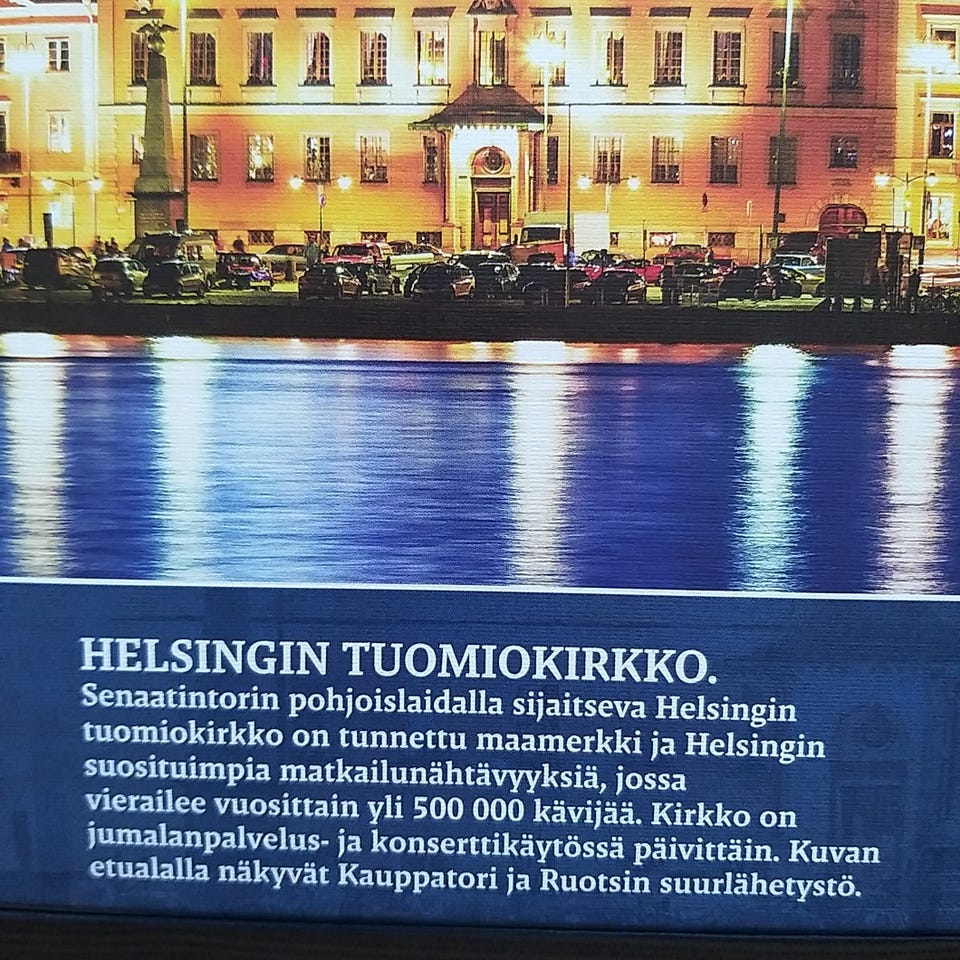 HELSINGIN TUOMIOKIRKKO.
Senaatintorin pohjoislaidalla sijaitseva Helsingin
tuomiokirkko on tunnettu maamerkki ja Helsingin
suosituimpia matkailunähtävyyksiä, jossa
vierailee vuosittain yli 500 000 kävijää. Kirkko on
jumalanpalvelus- ja konserttikäytössä päivittäin. Kuvan
etualalla näkyvät Kauppatori ja Ruotsin suurlähetystö.